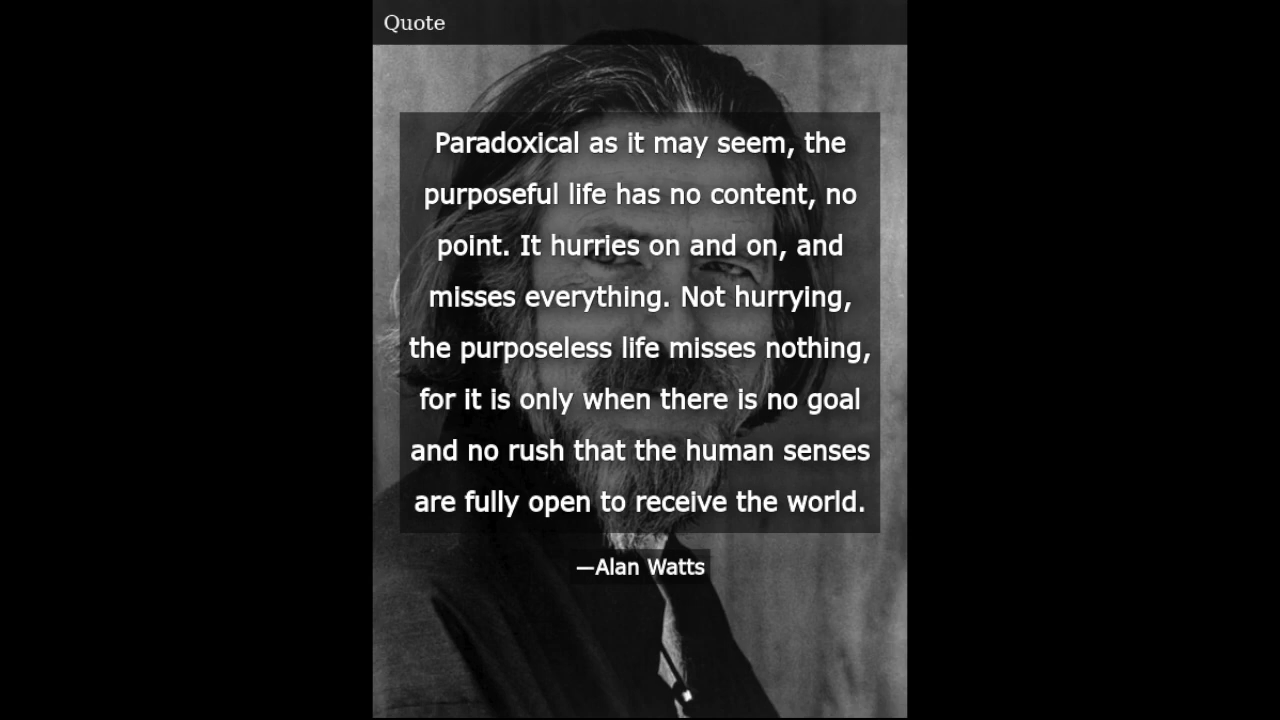 Quote
Paradoxical as it may seem, the
purposeful life has no content, no
point. It hurries on and on, and
misses everything. Not hurrying,
the purposeless life misses nothing,
for it is only when there is no goal
and no rush that the human senses
are fully open to receive the world.
—Alan Watts